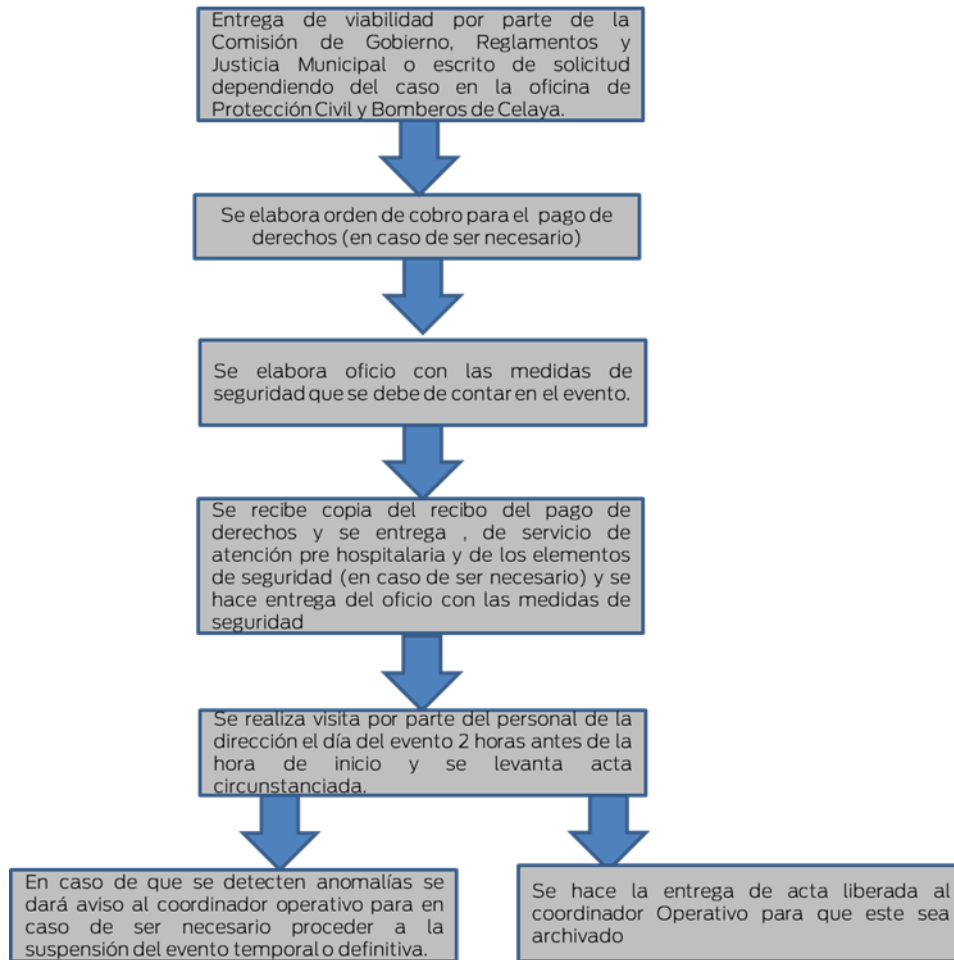 Entrega de viabilidad por parte de la
Comisión de Gobierno, Reglamentos y
Justicia Municipal o escrito de solicitud
dependiendo del caso en la oficina de
Protección Civil y Bomberos de Celaya.
Se elabora orden de cobro para el pago de
derechos (en caso de ser necesario)
Se elabora oficio con las medidas de
seguridad que se debe de contar en el evento.
Se recibe copia del recibo del pago de
derechos y se entrega , de servicio de
atención pre hospitalaria y de los elementos
de seguridad (en caso de ser necesario) y se
hace entrega del oficio con las medidas de
seguridad
Se realiza visita por parte del personal de la
dirección el día del evento 2 horas antes de la
hora de inicio y se levanta acta
circunstanciada.
En caso de que se detecten anomalías se
dará aviso al coordinador operativo para en
caso de ser necesario proceder a la
suspensión del evento temporal o definitiva.
Se hace la entrega de acta liberada al
coordinador Operativo para que este sea
archivado